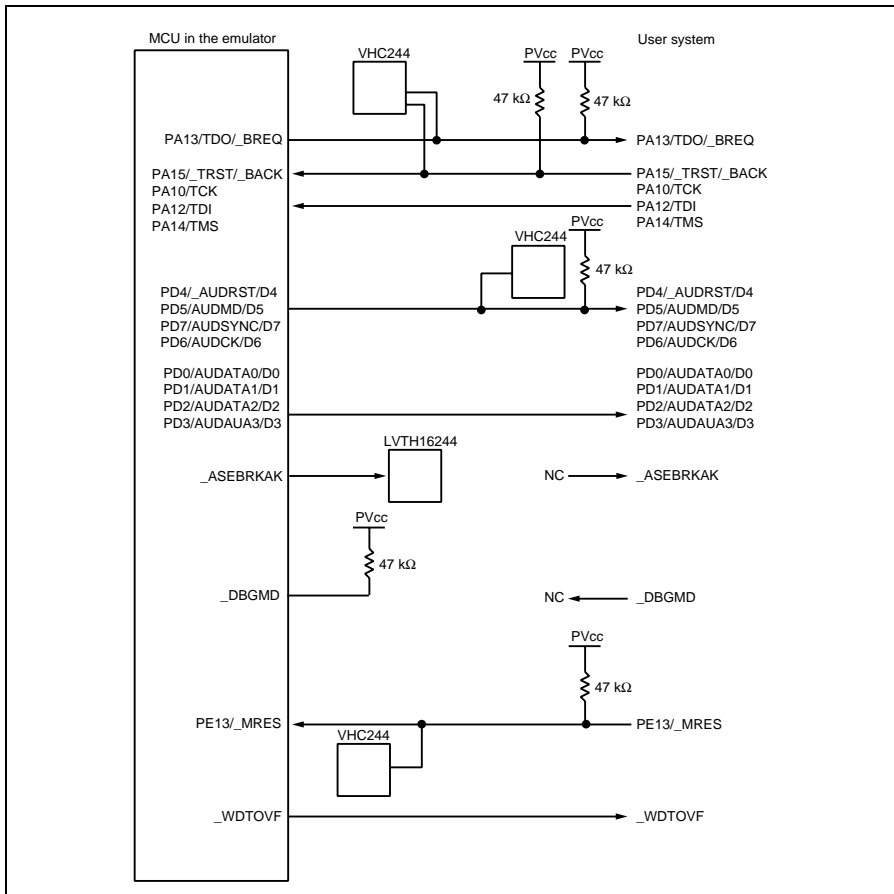 MCU in the emulator
User system
VHC244
PVcc
PVcc
47 kΩ
47 kΩ
PA13/TDO/_BREQ
PA13/TDO/_BREQ
PA15/_TRST/_BACK
PA15/_TRST/_BACK
PA10/TCK
PA10/TCK
PA12/TDI
PA12/TDI
PA14/TMS
PA14/TMS
PVcc
VHC244
47 kΩ
PD4/_AUDRST/D4
PD4/_AUDRST/D4
PD5/AUDMD/D5
PD5/AUDMD/D5
PD7/AUDSYNC/D7
PD7/AUDSYNC/D7
PD6/AUDCK/D6
PD6/AUDCK/D6
PD0/AUDATA0/D0
PD0/AUDATA0/D0
PD1/AUDATA1/D1
PD1/AUDATA1/D1
PD2/AUDATA2/D2
PD2/AUDATA2/D2
PD3/AUDAUA3/D3
PD3/AUDAUA3/D3
LVTH16244
_ASEBRKAK
NC
_ASEBRKAK
PVcc
47 kΩ
_DBGMD
NC
_DBGMD
PVcc
47 kΩ
PE13/_MRES
PE13/_MRES
VHC244
_WDTOVF
_WDTOVF